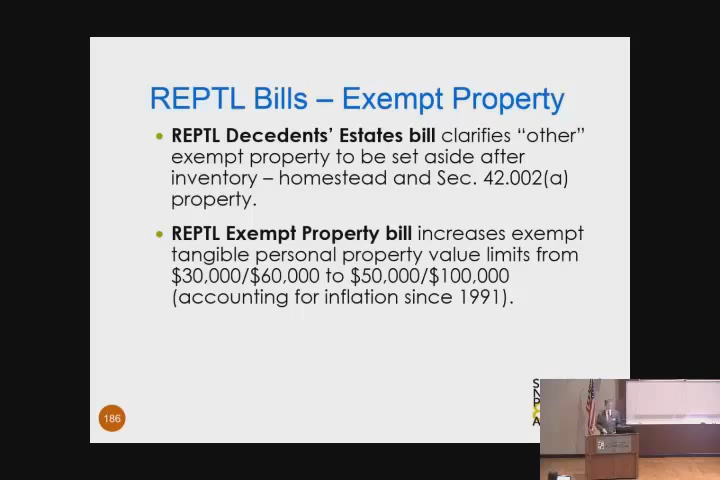 REPTL Bills – Exempt Property
REPTL Decedents’ Estates bill clarifies “other”
exempt property to be set aside after
inventory – homestead and Sec. 42.002(a)
property.
REPTL Exempt Property bill increases exempt
tangible personal property value limits from
$30,000/$60,000 to $50,000/$100,000
(accounting for inflation since 1991).
186